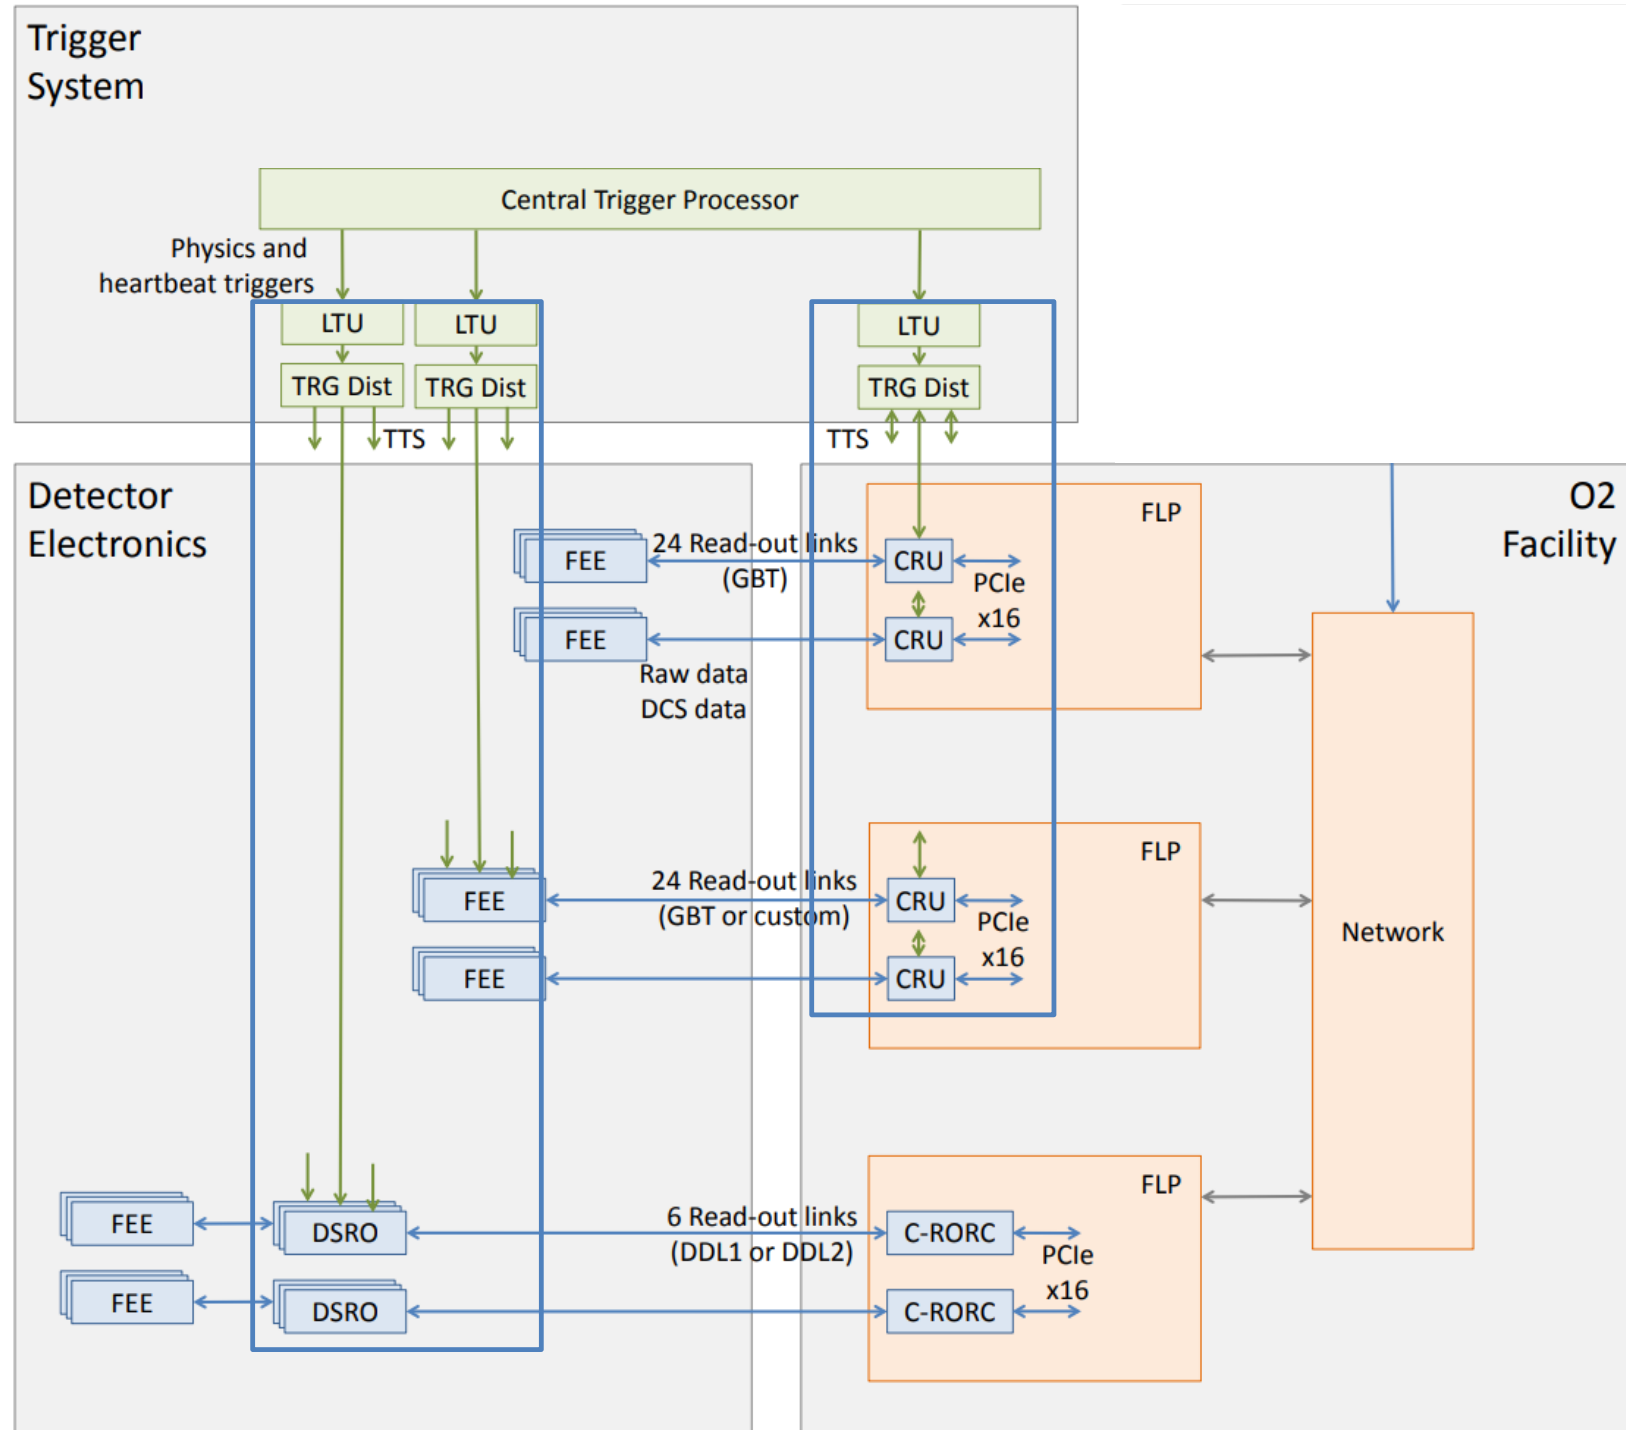 Trigger
System
Central Trigger Processor
Physics and
heartbeat triggers
LTU
LTU
LTU
TRG Dist
TRG Dist
TRG Dist
TTS
TTS
Detector
Electronics
O2
Facility
FLP
FEE
24 Read-out links
(GBT)
CRU
PCIe
x16
FEE
CRU
Raw data
DCS data
FLP
FEE
24 Read-out links
(GBT or custom)
CRU
PCIe
x16
FEE
CRU
Network
FLP
FEE
DSRO
6 Read-out links
(DDL1 or DDL2)
C-RORC
PCIe
x16
FEE
DSRO
C-RORC